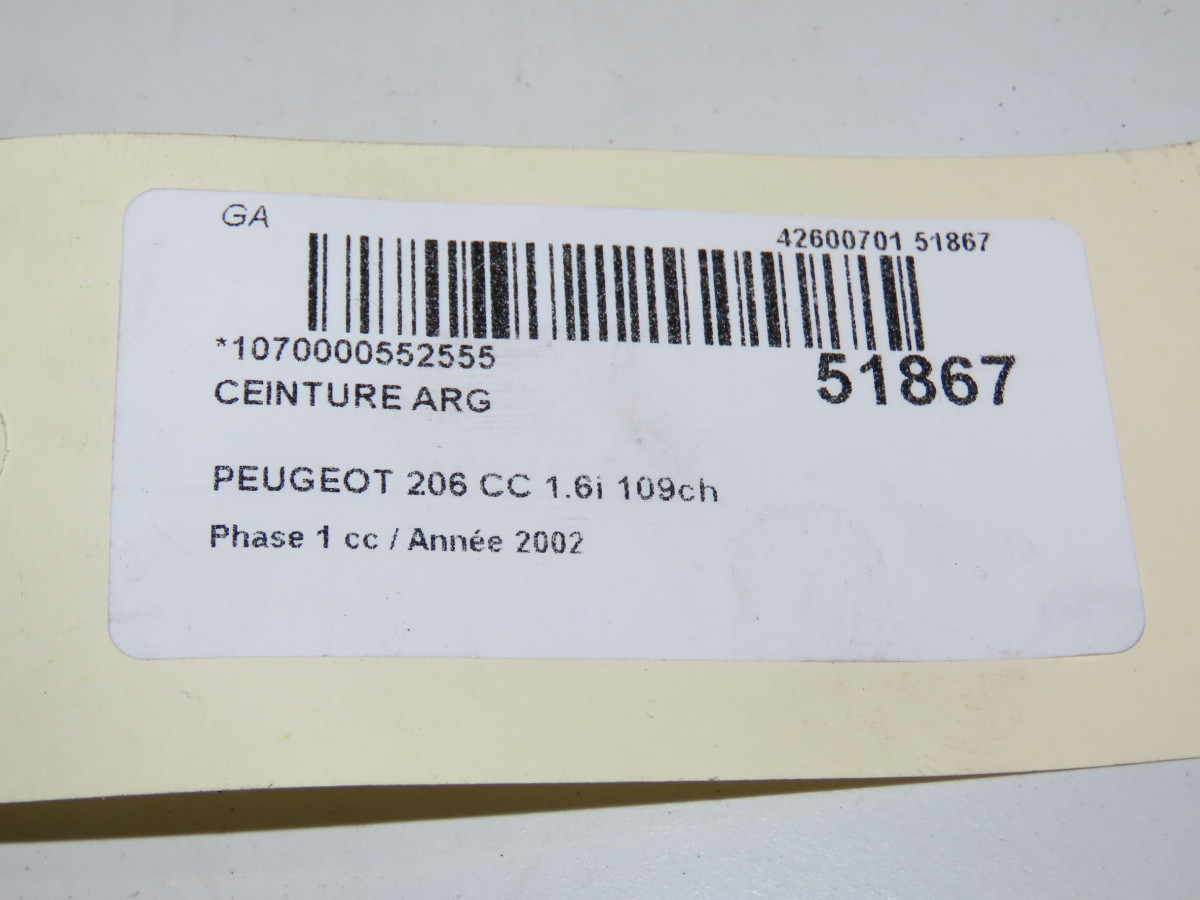 GA
42600701 51867
*1070000552555
51867
CEINTURE ARG
PEUGEOT 206 CC 1.6i 109ch
Phase 1 cc / Année 2002